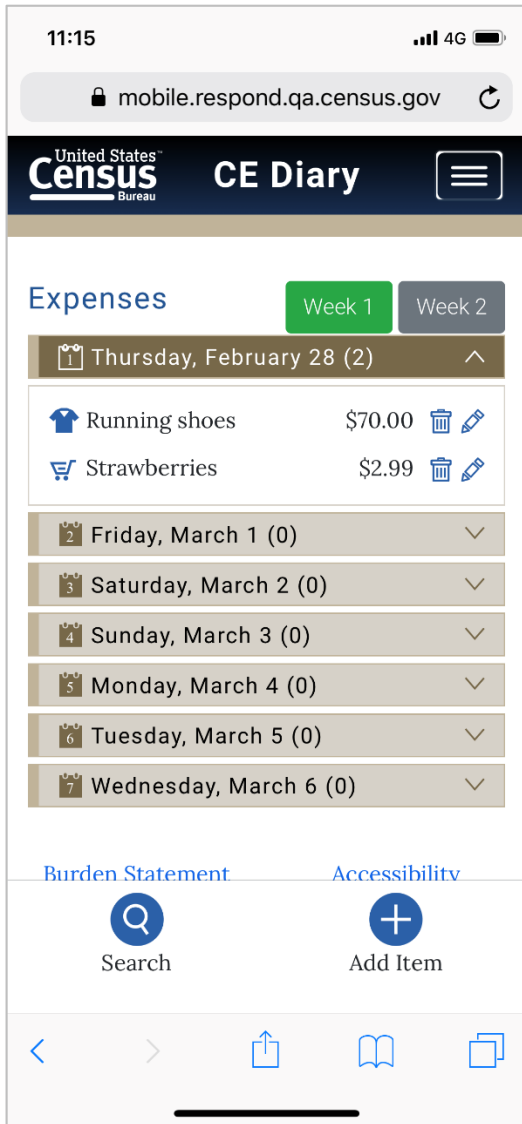 11:15 4G
mobile.respond.qa.census.gov
United States™
Census
Bureau
CE Diary
Expenses Week 1 Week 2
1 Thursday, February 28 (2)
Running shoes $70.00
Strawberries $2.99
2 Friday, March 1 (0)
3 Saturday, March 2 (0)
4 Sunday, March 3 (0)
5 Monday, March 4 (0)
6 Tuesday, March 5 (0)
7 Wednesday, March 6 (0)
Burden Statement Accessibility
Search Add Item